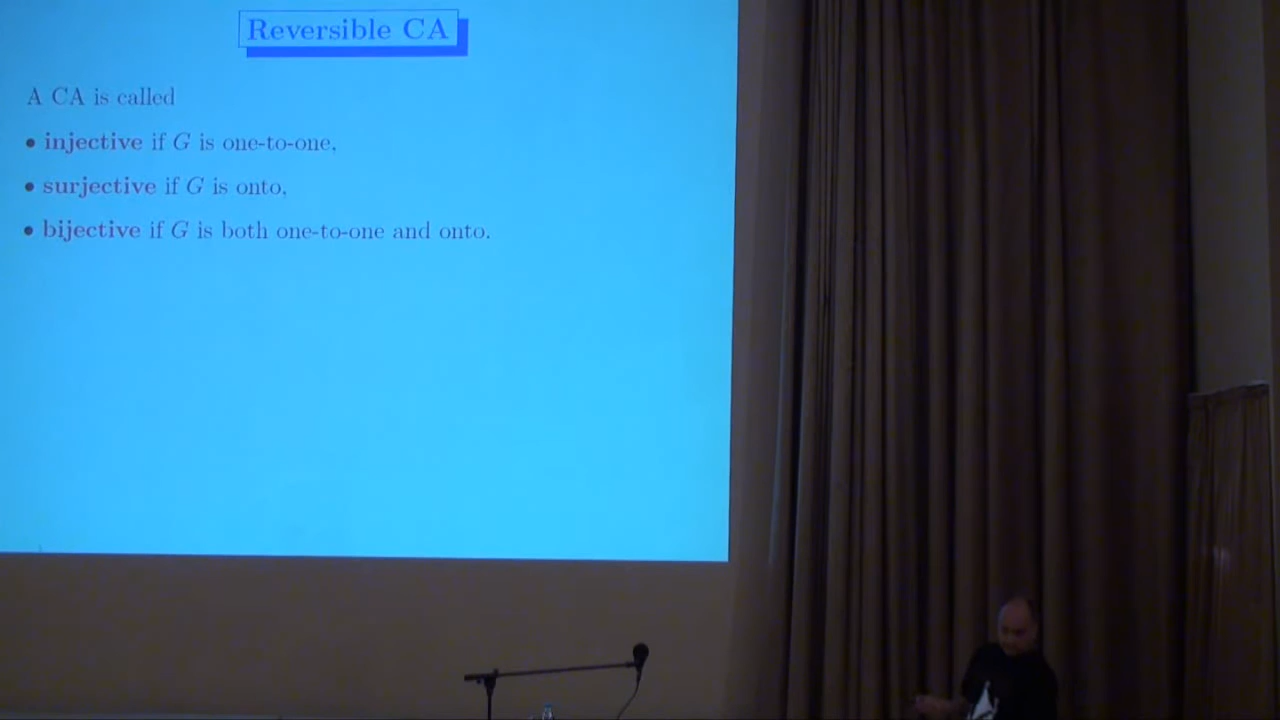 Reversible CA
A CA is called
• injective if G is one-to-one,
• surjective if G is onto,
• bijective if G is both one-to-one and onto.